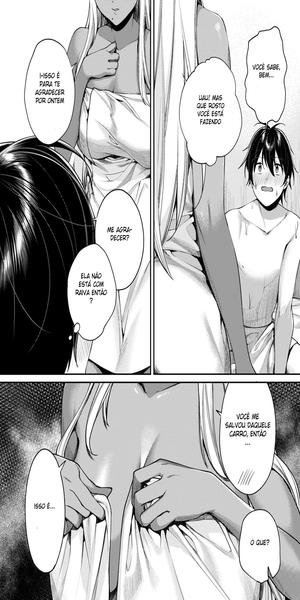 VOCÊ SABE,
BEM...
UAU! MAS
QUE ROSTO
VOCÊ ESTÁ
FAZENDO
ISSO É
PARA TE
AGRADECER
POR ONTEM
ME AGRA-
DECER?
ELA NÃO
ESTÁ COM
RAIVA ENTÃO
?
VOCÊ ME
SALVOU DAQUELE
CARRO, ENTÃO
...
O QUE?
ISSO É...